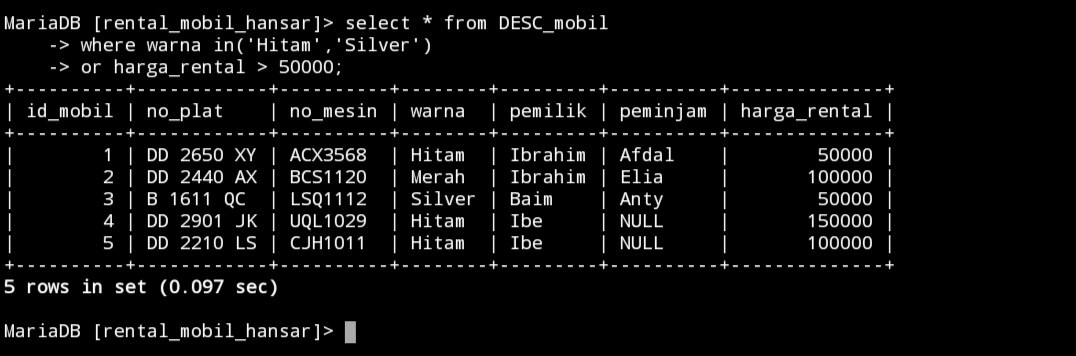 MariaDB [rental_mobil_hansar]> select * from DESC_mobil
    -> where warna in('Hitam','Silver')
    -> or harga_rental > 50000;
+----------+------------+----------+--------+---------+----------+--------------+
| id_mobil | no_plat    | no_mesin | warna  | pemilik | peminjam | harga_rental |
+----------+------------+----------+--------+---------+----------+--------------+
|        1 | DD 2650 XY | ACX3568  | Hitam  | Ibrahim | Afdal    |        50000 |
|        2 | DD 2440 AX | BCS1120  | Merah  | Ibrahim | Elia     |       100000 |
|        3 | B 1611 QC  | LSQ1112  | Silver | Baim    | Anty     |        50000 |
|        4 | DD 2901 JK | UQL1029  | Hitam  | Ibe     | NULL     |       150000 |
|        5 | DD 2210 LS | CJH1011  | Hitam  | Ibe     | NULL     |       100000 |
+----------+------------+----------+--------+---------+----------+--------------+
5 rows in set (0.097 sec)
MariaDB [rental_mobil_hansar]>